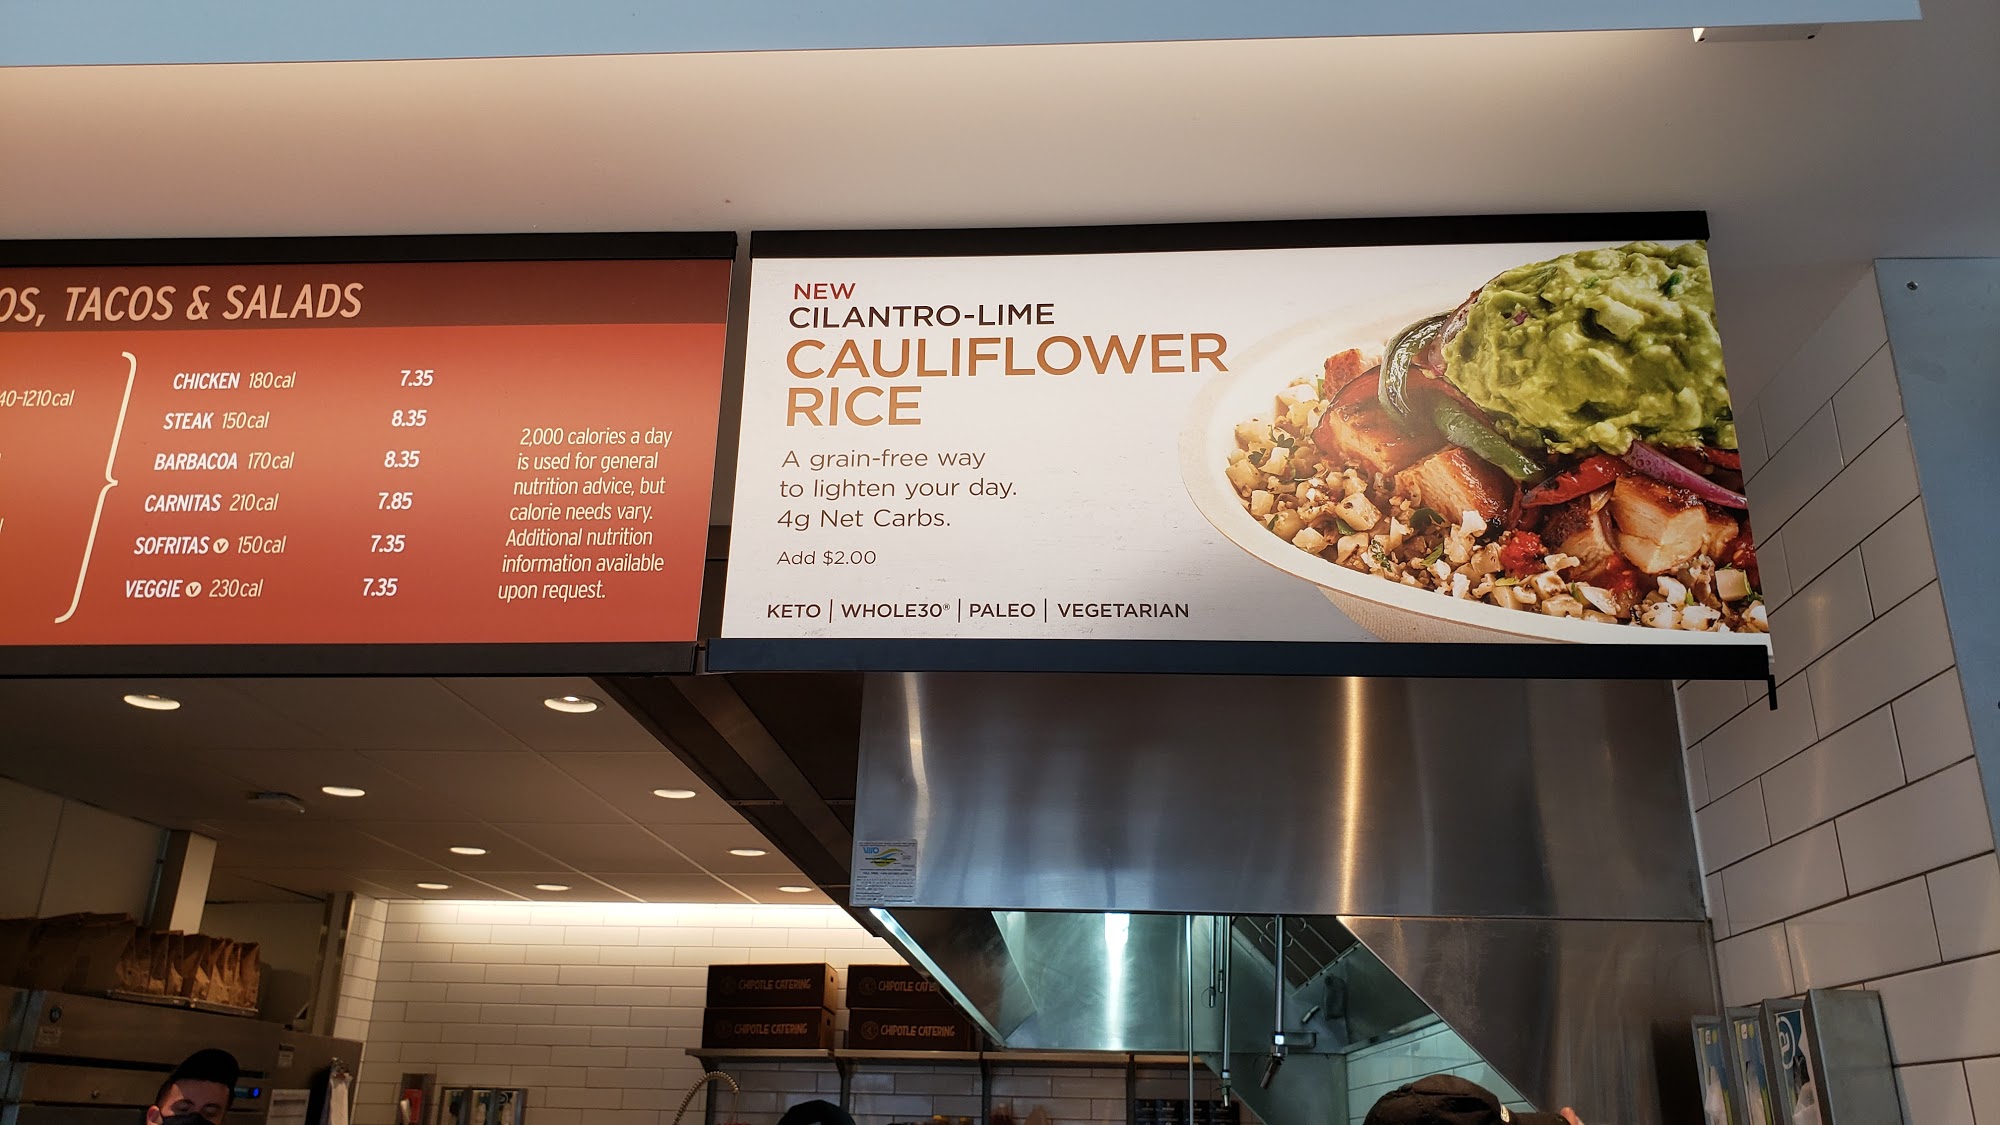 OS, TACOS & SALADS
40-1210cal
CHICKEN 180cal 7.35
STEAK 150cal 8.35
BARBACOA 170cal 8.35
CARNITAS 210cal 7.85
SOFRITAS V 150cal 7.35
VEGGIE V 230cal 7.35
2,000 calories a day
is used for general
nutrition advice, but
calorie needs vary.
Additional nutrition
information available
upon request.
NEW
CILANTRO-LIME
CAULIFLOWER
RICE
A grain-free way
to lighten your day.
4g Net Carbs.
Add $2.00
KETO | WHOLE30® | PALEO | VEGETARIAN
CHIPOTLE CATERING
CHIPOTLE CATE
CHIPOTLE CATERING
CHIPOTLE CATERING